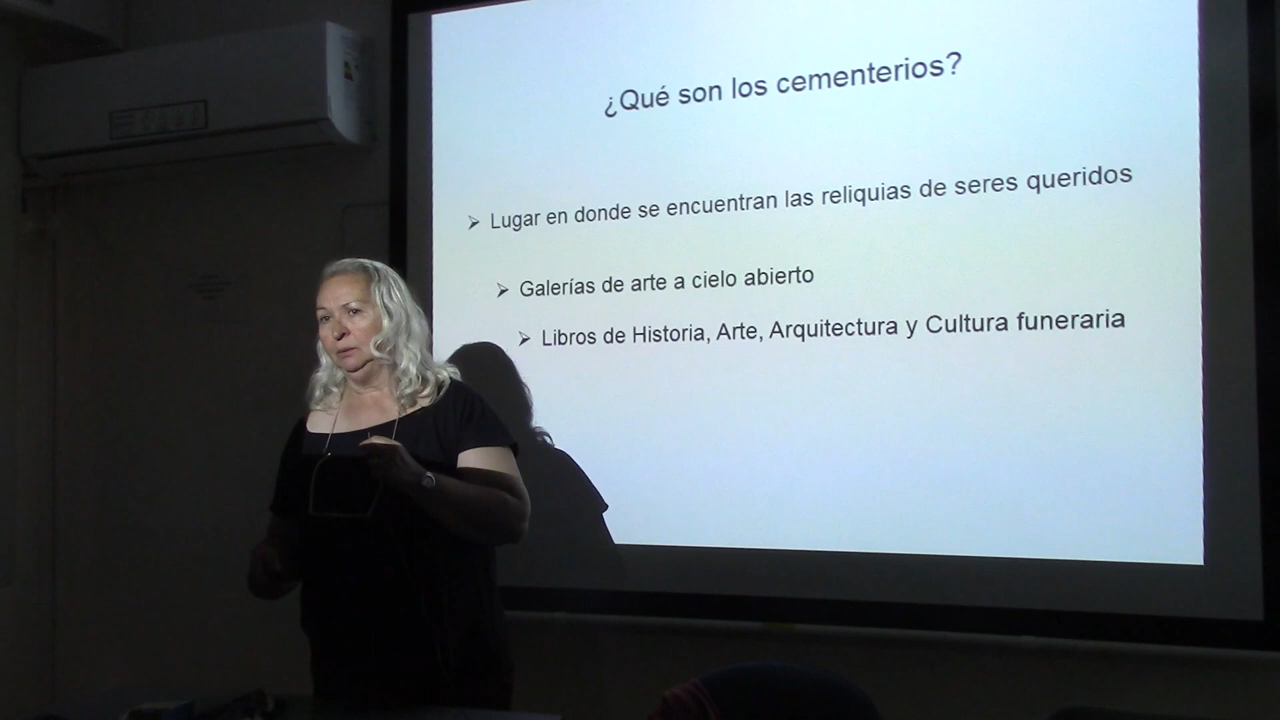 ¿Qué son los cementerios?
➢ Lugar en donde se encuentran las reliquias de seres queridos
➢ Galerías de arte a cielo abierto
➢ Libros de Historia, Arte, Arquitectura y Cultura funeraria